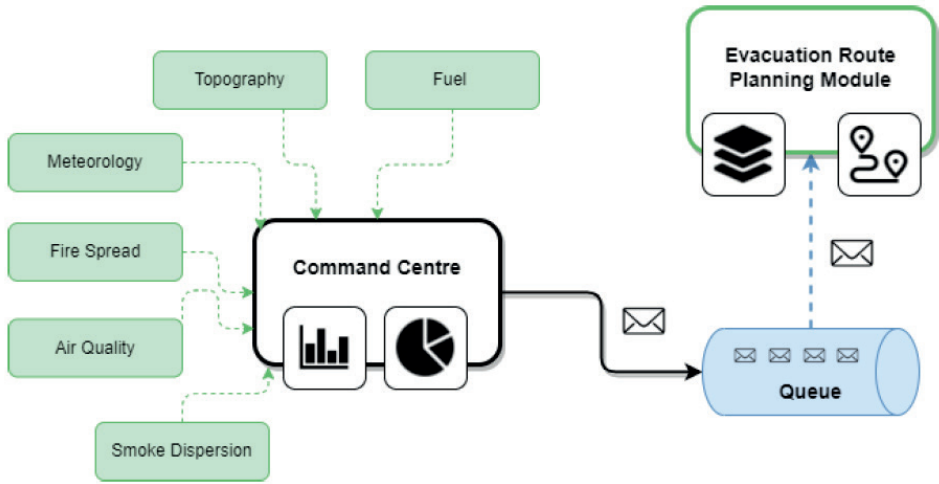 Topography
Fuel
Evacuation Route
Planning Module
Meteorology
Fire Spread
Command Centre
Air Quality
Queue
Smoke Dispersion